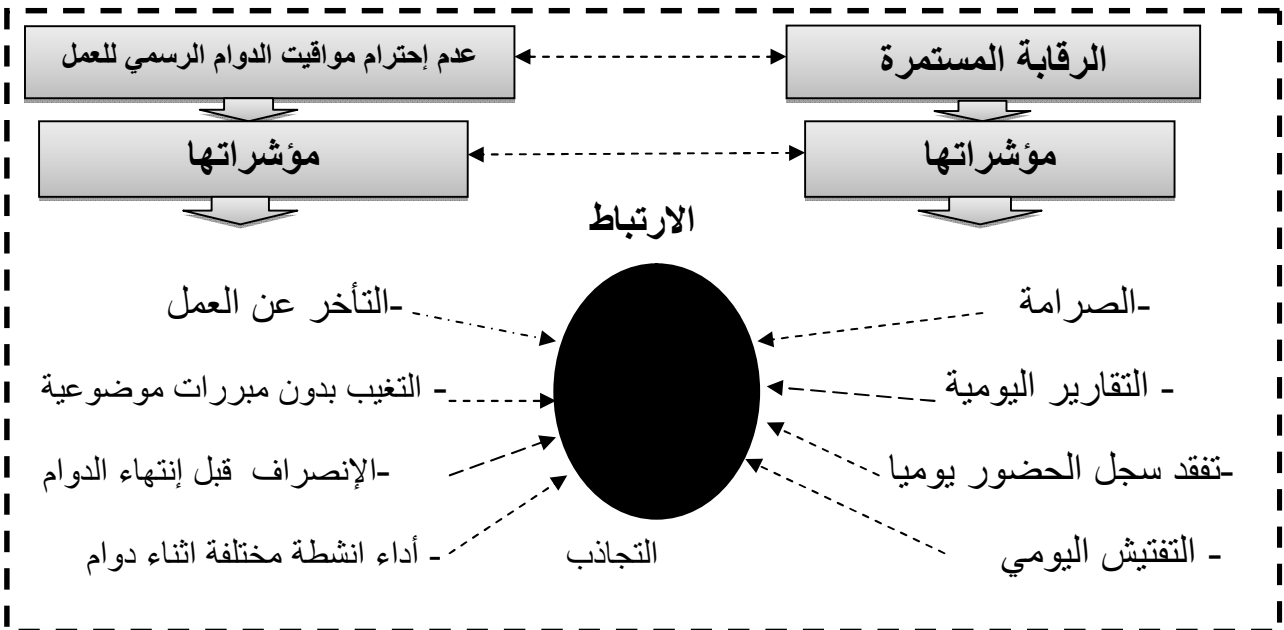 الرقابة المستمرة
عدم إحترام مواقيت الدوام الرسمي للعمل
مؤشراتها
مؤشراتها
الارتباط
-الصرامة
-التأخر عن العمل
- التقارير اليومية
- التغيب بدون مبررات موضوعية
-تفقد سجل الحضور يوميا
-الإنصراف قبل إنتهاء الدوام
- التفتيش اليومي
التجاذب
- أداء انشطة مختلفة اثناء دوام